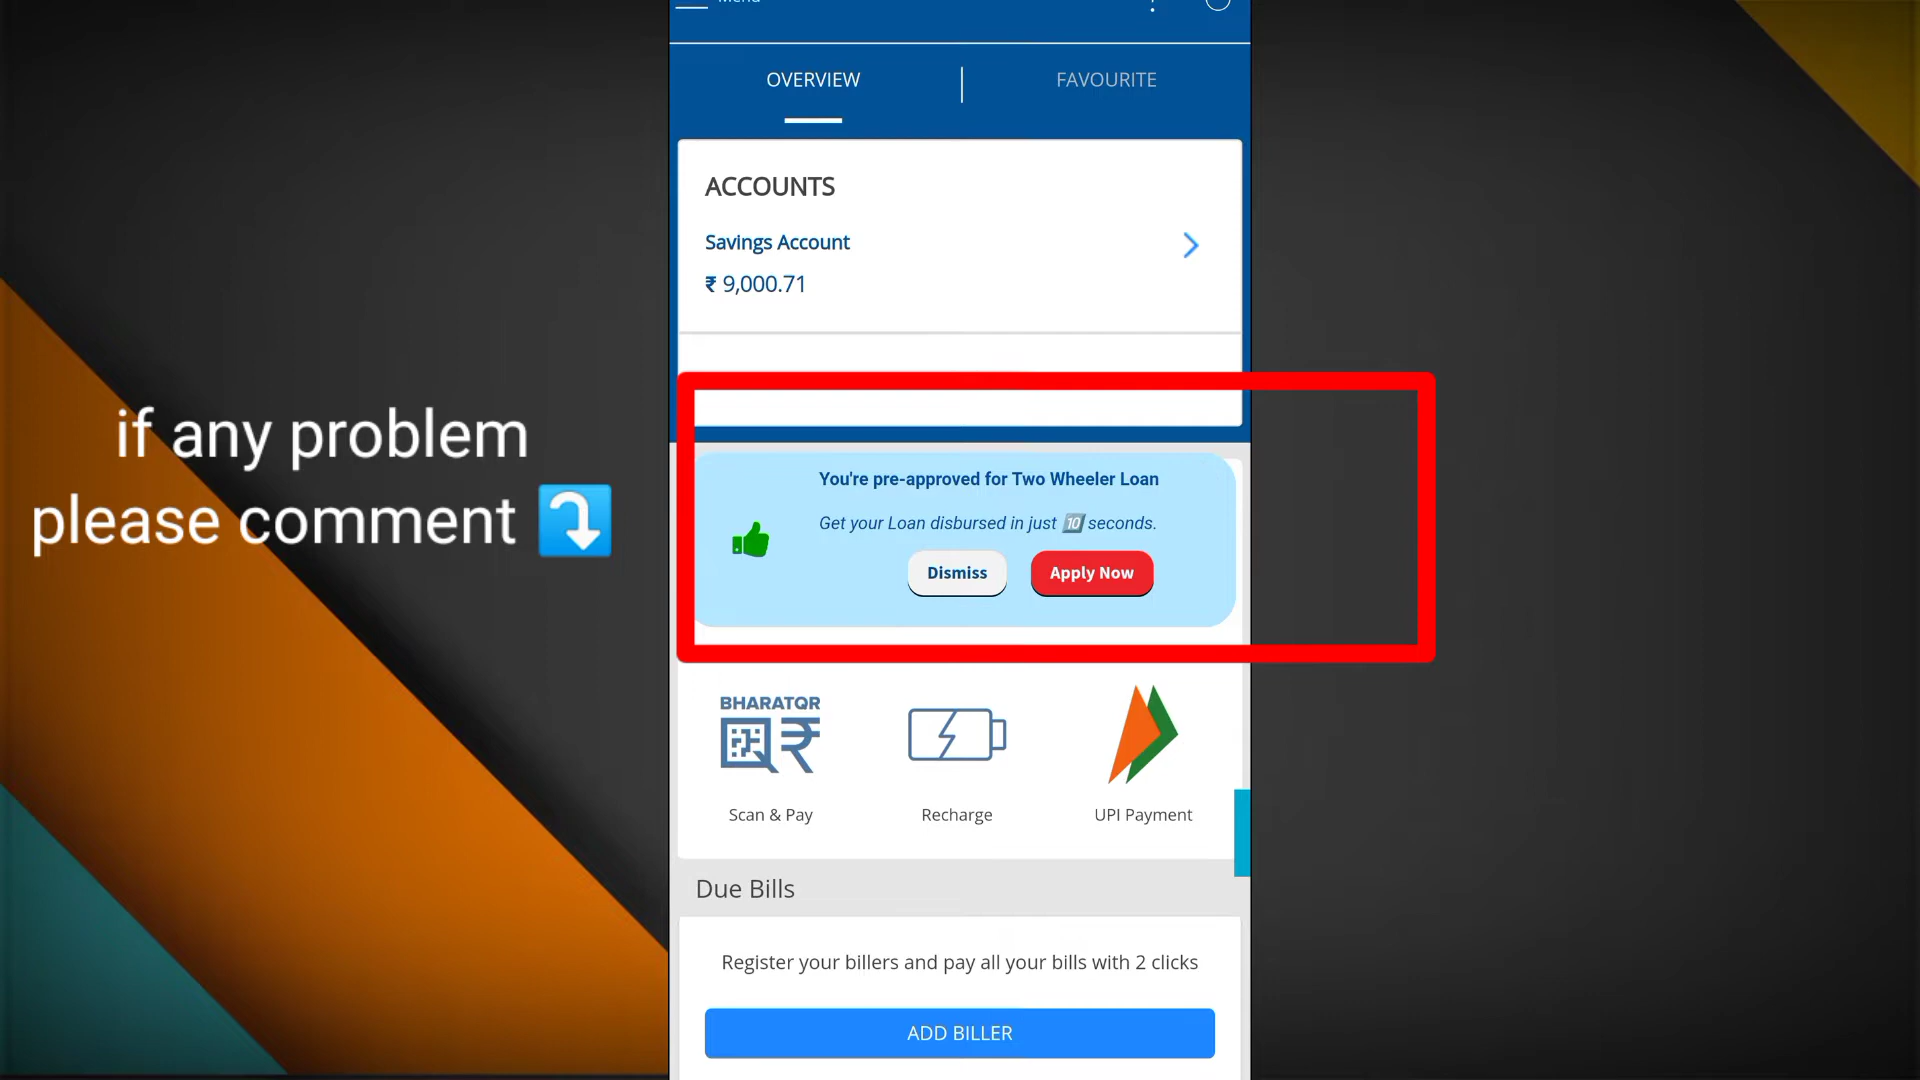 Menu
OVERVIEW
FAVOURITE
ACCOUNTS
Savings Account
₹ 9,000.71
if any problem
please comment ⤵️
You're pre-approved for Two Wheeler Loan
Get your Loan disbursed in just 🔟 seconds.
Dismiss
Apply Now
BHARATQR
Scan & Pay
Recharge
UPI Payment
Due Bills
Register your billers and pay all your bills with 2 clicks
ADD BILLER